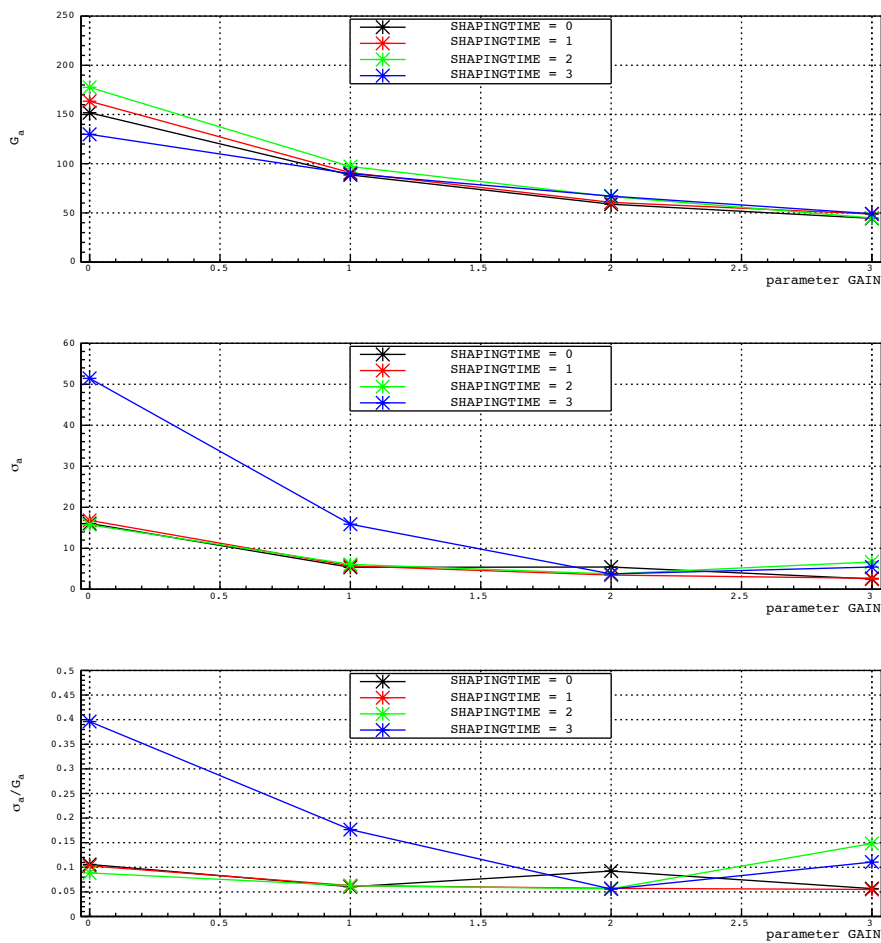 250
SHAPINGTIME = 0
SHAPINGTIME = 1
SHAPINGTIME = 2
SHAPINGTIME = 3
200
150
G_a
100
50
0
0 0.5 1 1.5 2 2.5 3
parameter GAIN
60
SHAPINGTIME = 0
SHAPINGTIME = 1
SHAPINGTIME = 2
SHAPINGTIME = 3
50
40
30
σ_a
20
10
0
0 0.5 1 1.5 2 2.5 3
parameter GAIN
0.5
SHAPINGTIME = 0
SHAPINGTIME = 1
SHAPINGTIME = 2
SHAPINGTIME = 3
0.45
0.4
0.35
0.3
0.25
σ_a/G_a
0.2
0.15
0.1
0.05
0
0 0.5 1 1.5 2 2.5 3
parameter GAIN